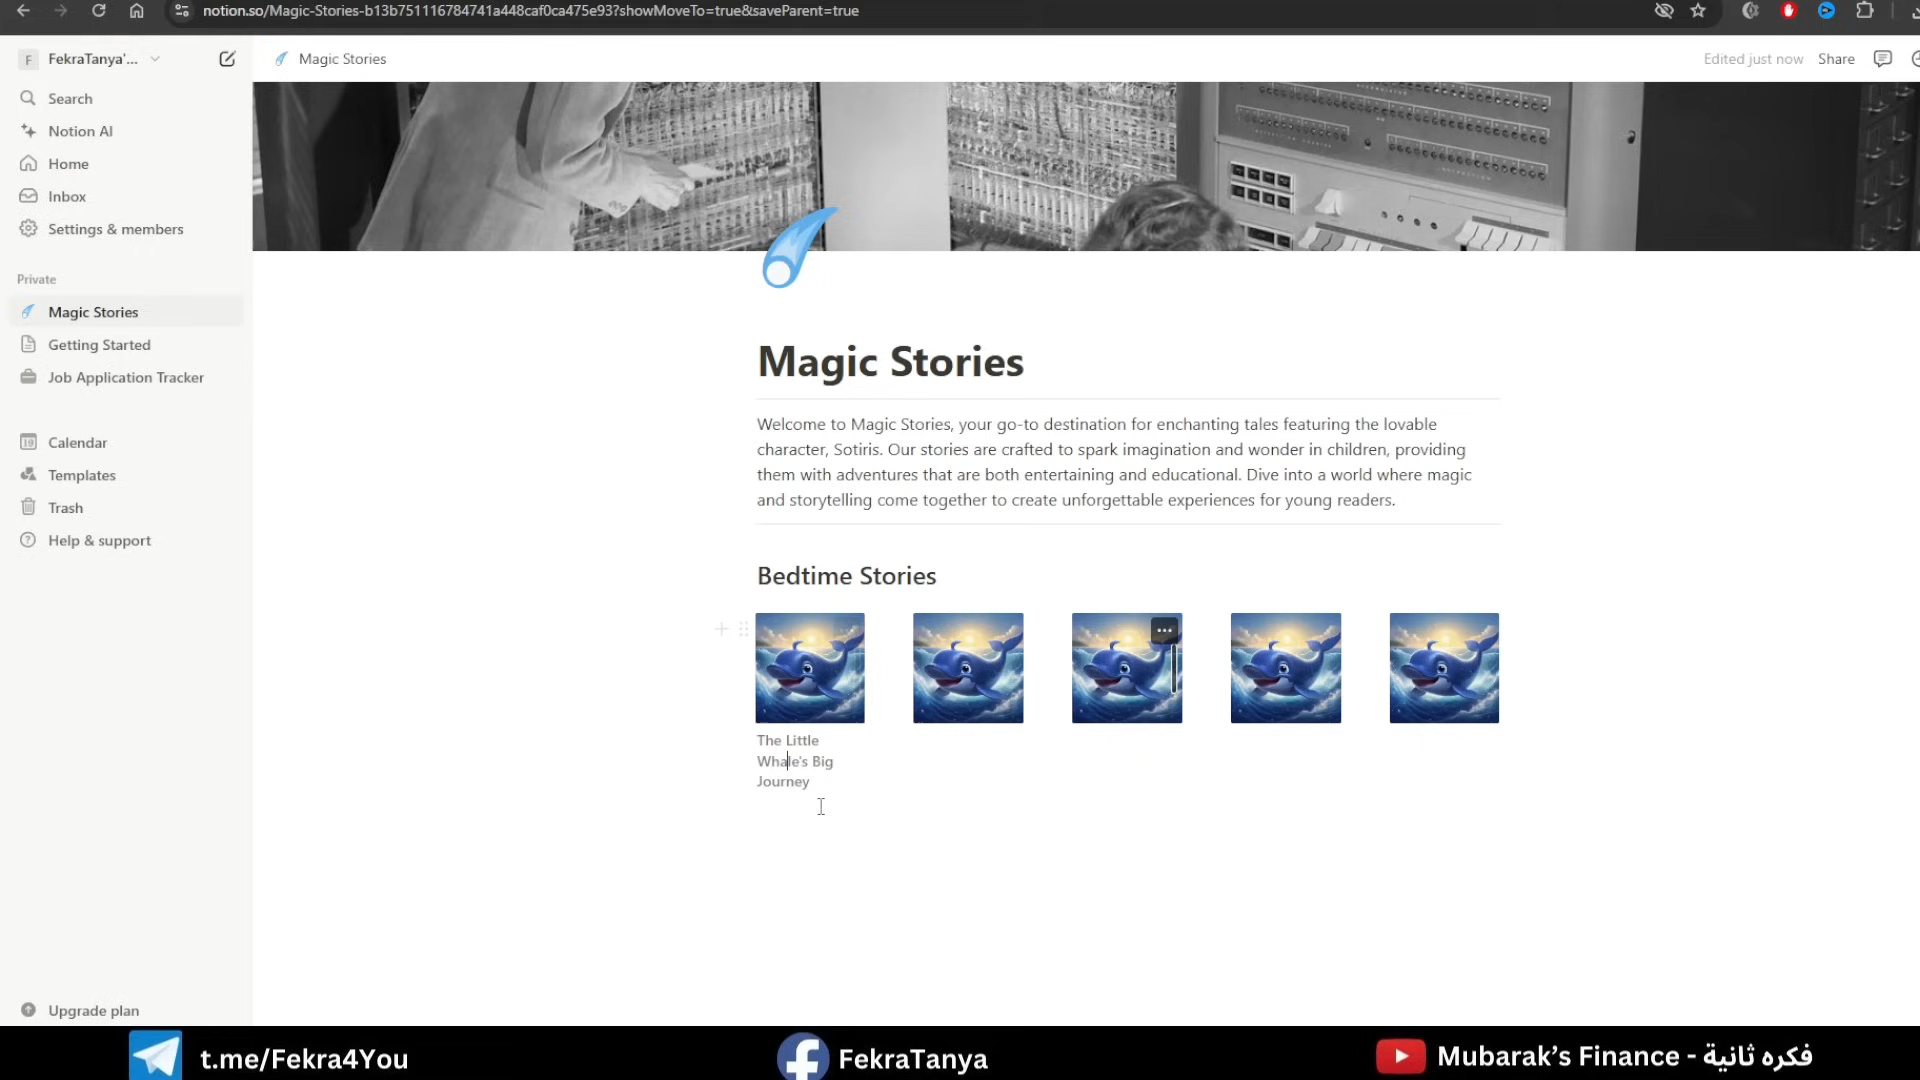 notion.so/Magic-Stories-b13b751116784741a448caf0ca475e93?showMoveTo=true&saveParent=true
F FekraTanya'...
Magic Stories
Edited just now
Share
Search
Notion AI
Home
Inbox
Settings & members
Private
Magic Stories
Getting Started
Job Application Tracker
Calendar
Templates
Trash
Help & support
Upgrade plan
Magic Stories
Welcome to Magic Stories, your go-to destination for enchanting tales featuring the lovable
character, Sotiris. Our stories are crafted to spark imagination and wonder in children, providing
them with adventures that are both entertaining and educational. Dive into a world where magic
and storytelling come together to create unforgettable experiences for young readers.
Bedtime Stories
The Little
Whale's Big
Journey
t.me/Fekra4You
FekraTanya
Mubarak's Finance - فكره ثانية